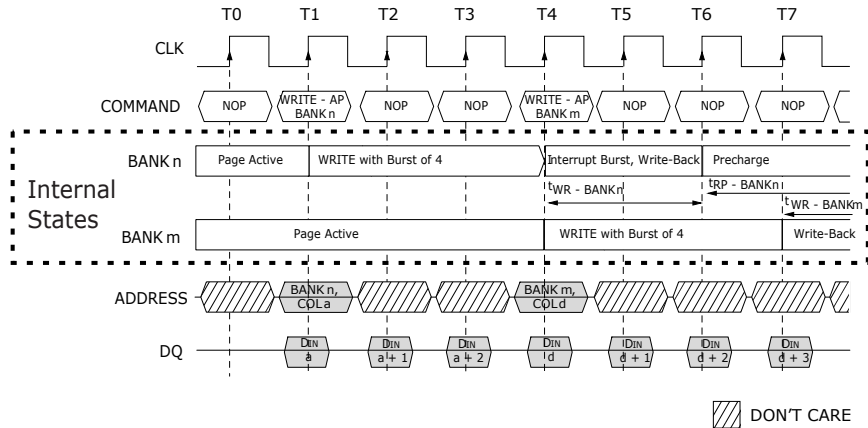 T0 T1 T2 T3 T4 T5 T6 T7
CLK
COMMAND NOP WRITE - AP BANK n NOP NOP WRITE - AP BANK m NOP NOP NOP
BANK n Page Active WRITE with Burst of 4 Interrupt Burst, Write-Back Precharge
Internal States
tWR - BANK n tRP - BANK n
tWR - BANK m
BANK m Page Active WRITE with Burst of 4 Write-Back
ADDRESS BANK n, COL a BANK m, COL d
DQ DIN a DIN a + 1 DIN a + 2 DIN d DIN d + 1 DIN d + 2 DIN d + 3
DON'T CARE